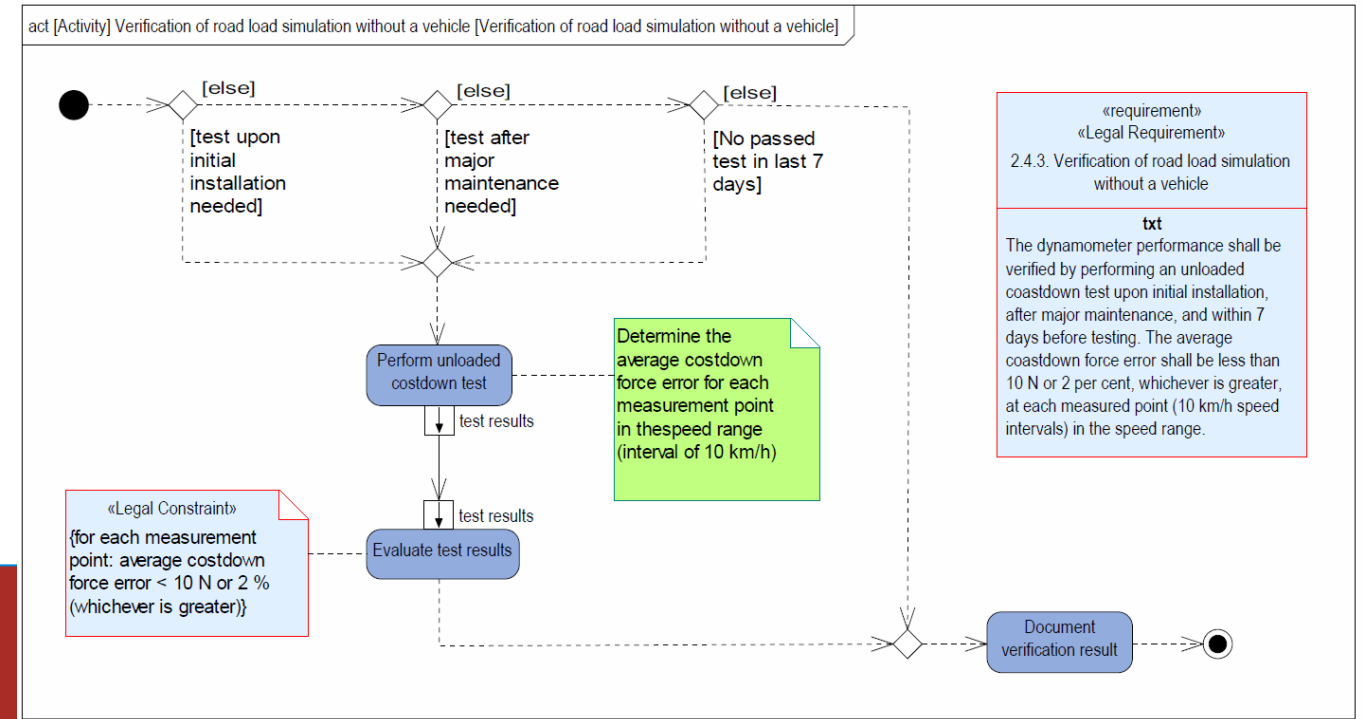 act [Activity] Verification of road load simulation without a vehicle [Verification of road load simulation without a vehicle]
[else]
[else]
[else]
[test upon
initial
installation
needed]
[test after
major
maintenance
needed]
[No passed
test in last 7
days]
«requirement»
«Legal Requirement»
2.4.3. Verification of road load simulation
without a vehicle
txt
The dynamometer performance shall be
verified by performing an unloaded
coastdown test upon initial installation,
after major maintenance, and within 7
days before testing. The average
coastdown force error shall be less than
10 N or 2 per cent, whichever is greater,
at each measured point (10 km/h speed
intervals) in the speed range.
Perform unloaded
costdown test
test results
Determine the
average costdown
force error for each
measurement point
in thespeed range
(interval of 10 km/h)
test results
Evaluate test results
«Legal Constraint»
{for each measurement
point: average costdown
force error < 10 N or 2 %
(whichever is greater)}
Document
verification result